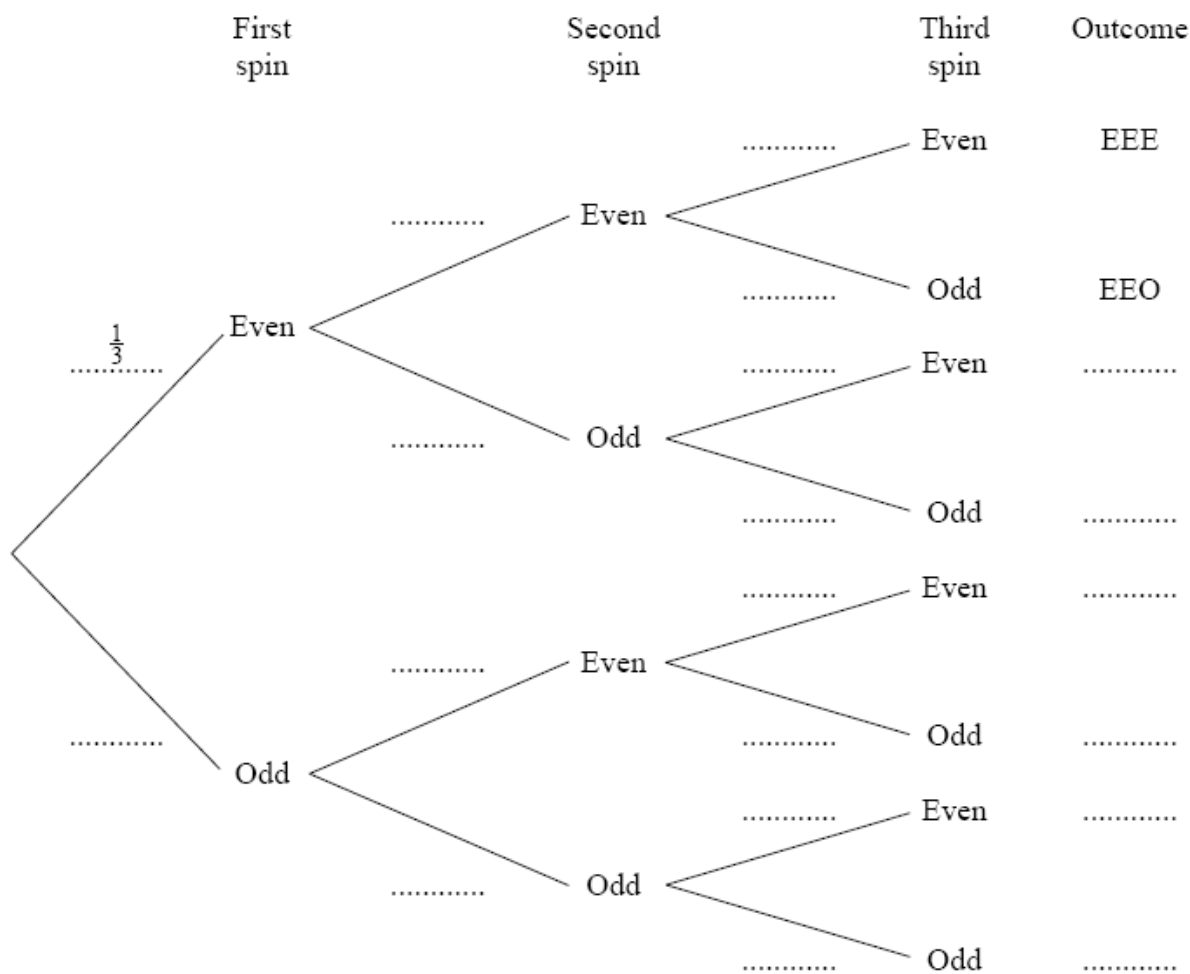 First Second Third Outcome
spin spin spin
............ Even EEE
............ Even
............ Odd EEO
1/3
............ Even
............ Even ............
............ Odd
............ Odd ............
............ Even ............
............ Even
............ Odd ............
............ Odd
............ Even ............
............ Odd
............ Odd ............